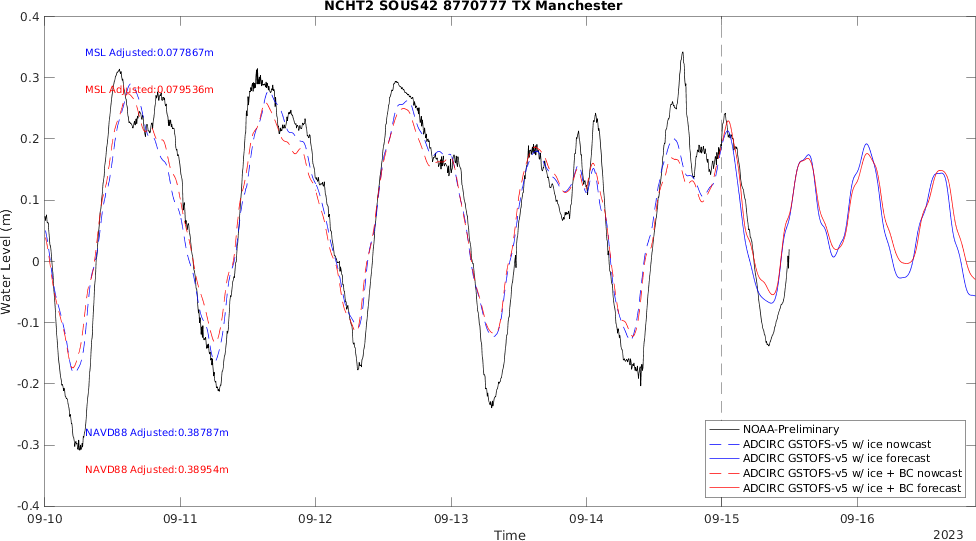 NCHT2 SOUS42 8770777 TX Manchester
0.4
0.3
0.2
0.1
0
-0.1
-0.2
-0.3
-0.4
Water Level (m)
MSL Adjusted:0.077867m
MSL Adjusted:0.079536m
NAVD88 Adjusted:0.38787m
NAVD88 Adjusted:0.38954m
NOAA-Preliminary
ADCIRC GSTOFS-v5 w/ ice nowcast
ADCIRC GSTOFS-v5 w/ ice forecast
ADCIRC GSTOFS-v5 w/ ice + BC nowcast
ADCIRC GSTOFS-v5 w/ ice + BC forecast
09-10 09-11 09-12 09-13 09-14 09-15 09-16
Time
2023